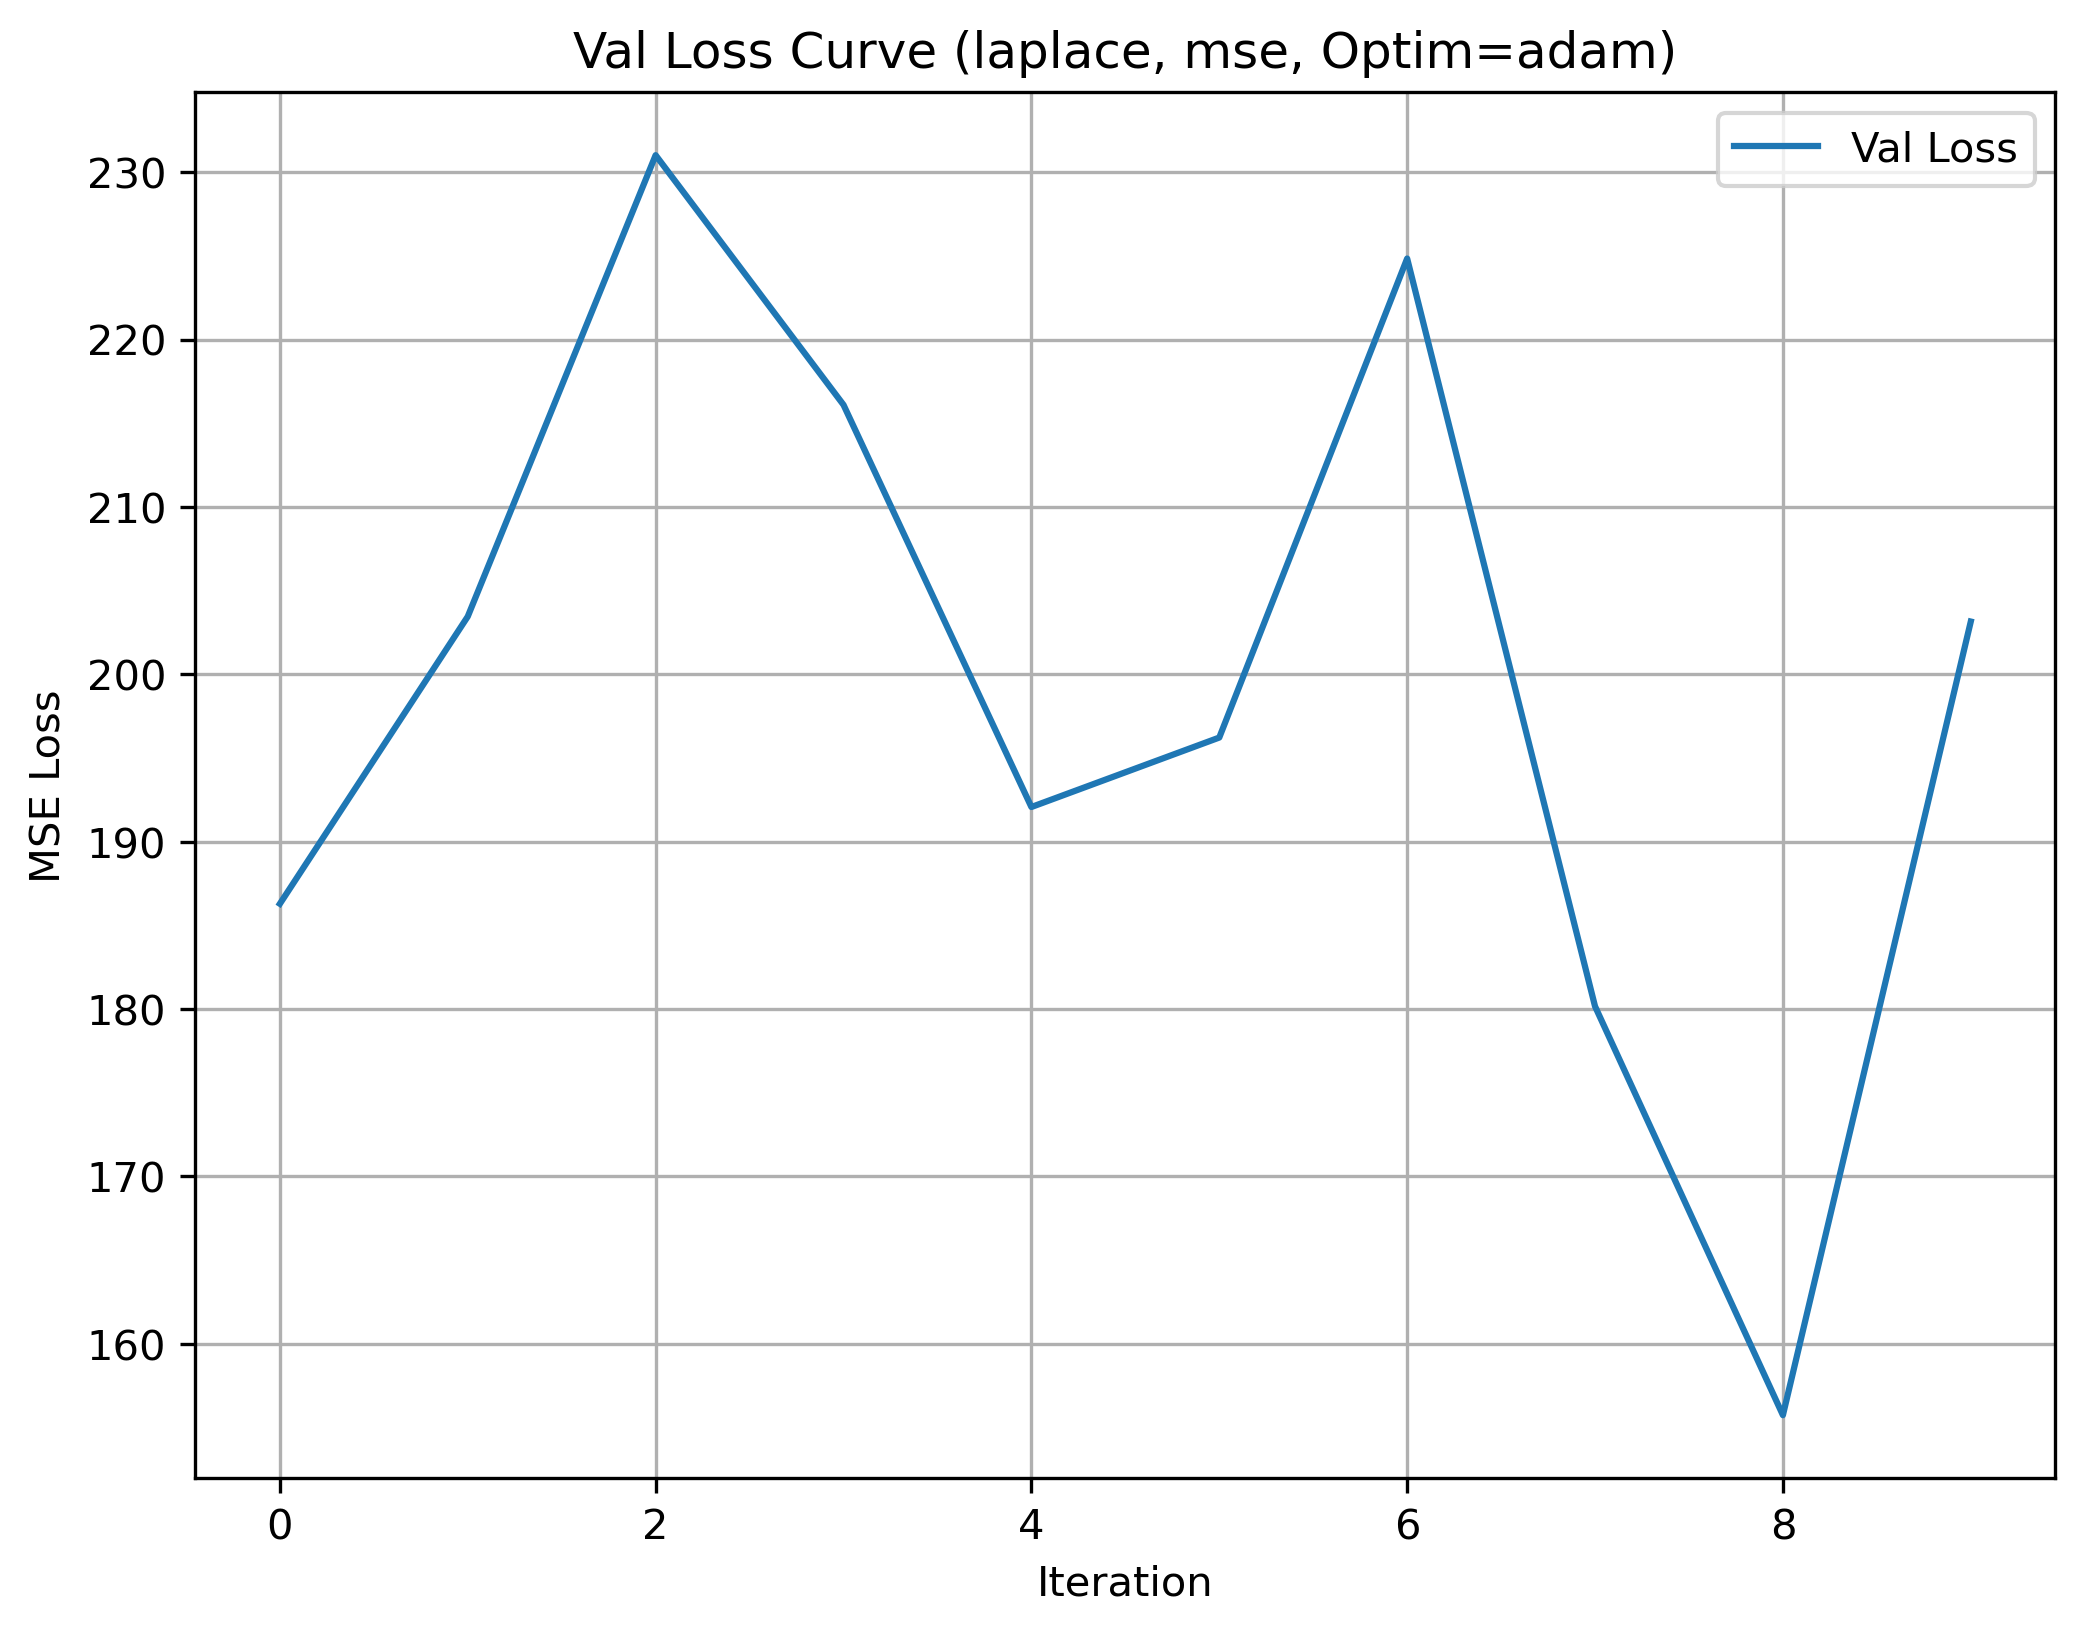 Val Loss Curve (laplace, mse, Optim=adam)
Val Loss
230
220
210
200
190
180
170
160
MSE Loss
0 2 4 6 8
Iteration